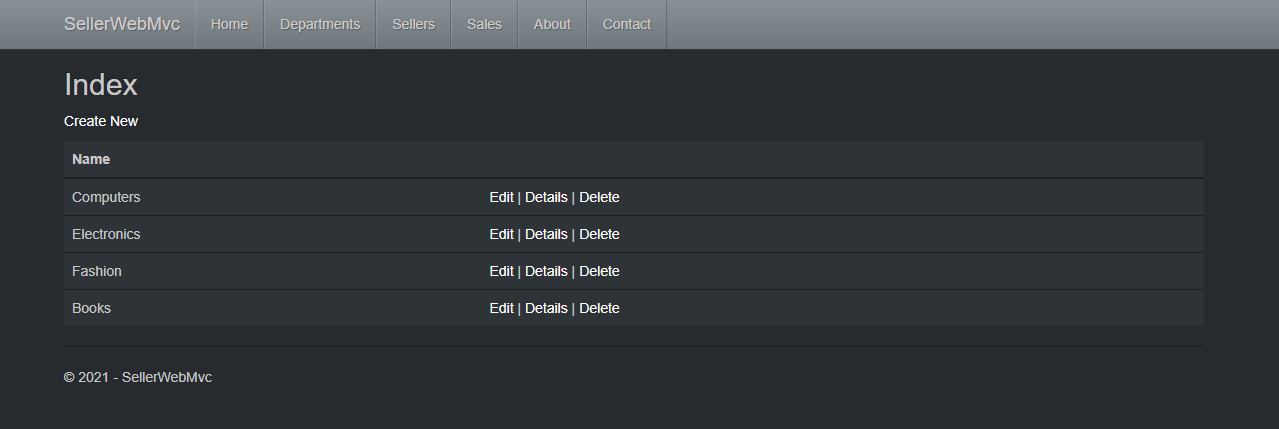 SellerWebMvc Home Departments Sellers Sales About Contact
Index
Create New
Name
Computers Edit | Details | Delete
Electronics Edit | Details | Delete
Fashion Edit | Details | Delete
Books Edit | Details | Delete
© 2021 - SellerWebMvc